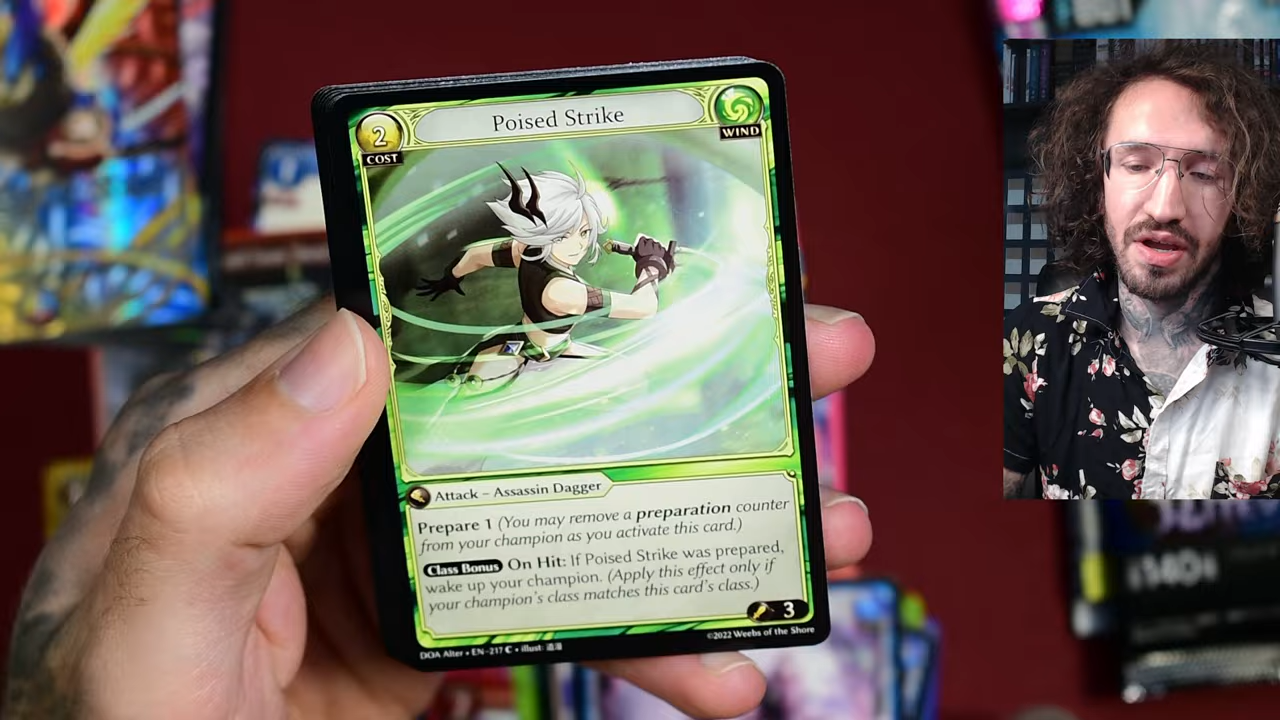 Poised Strike
2
COST
WIND
Attack – Assassin Dagger
Prepare 1 (You may remove a preparation counter
from your champion as you activate this card.)
Class Bonus On Hit: If Poised Strike was prepared,
wake up your champion. (Apply this effect only if
your champion's class matches this card's class.)
3
©2022 Weebs of the Shore
DOA Alter • EN-217 C • illust: 道海